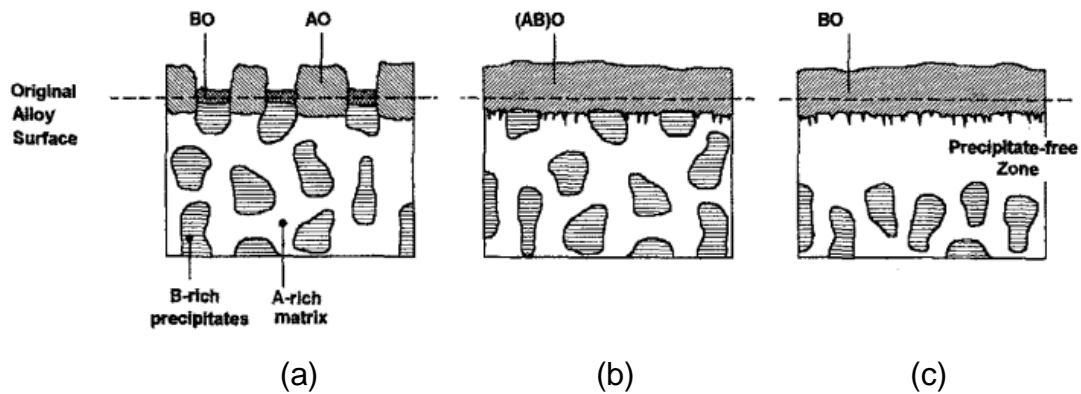 BO
AO
(AB)O
BO
Original
Alloy
Surface
Precipitate-free
Zone
B-rich
precipitates
A-rich
matrix
(a)
(b)
(c)